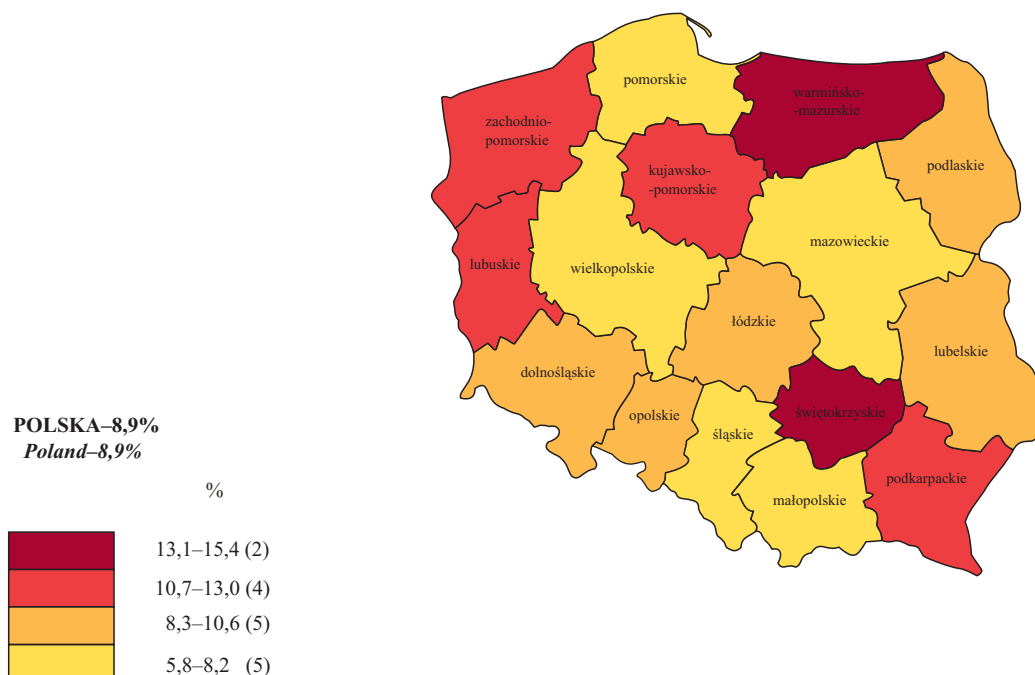 pomorskie
warmińsko-
-mazurskie
zachodnio-
pomorskie
podlaskie
kujawsko-
-pomorskie
mazowieckie
lubuskie
wielkopolskie
łódzkie
lubelskie
dolnośląskie
opolskie
świętokrzyskie
śląskie
podkarpackie
małopolskie
POLSKA–8,9%
Poland–8,9%
%
13,1–15,4 (2)
10,7–13,0 (4)
8,3–10,6 (5)
5,8–8,2 (5)